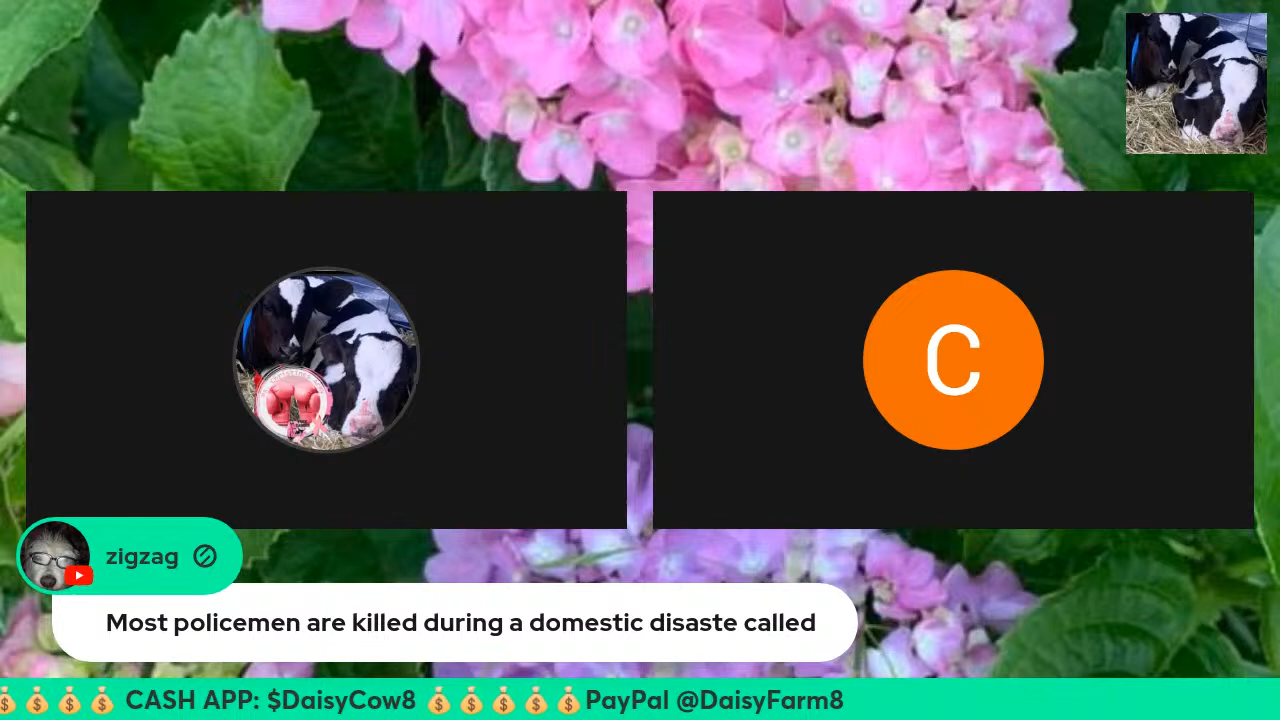 C
zigzag
Most policemen are killed during a domestic disaste called
CASH APP: $DaisyCow8 PayPal @DaisyFarm8